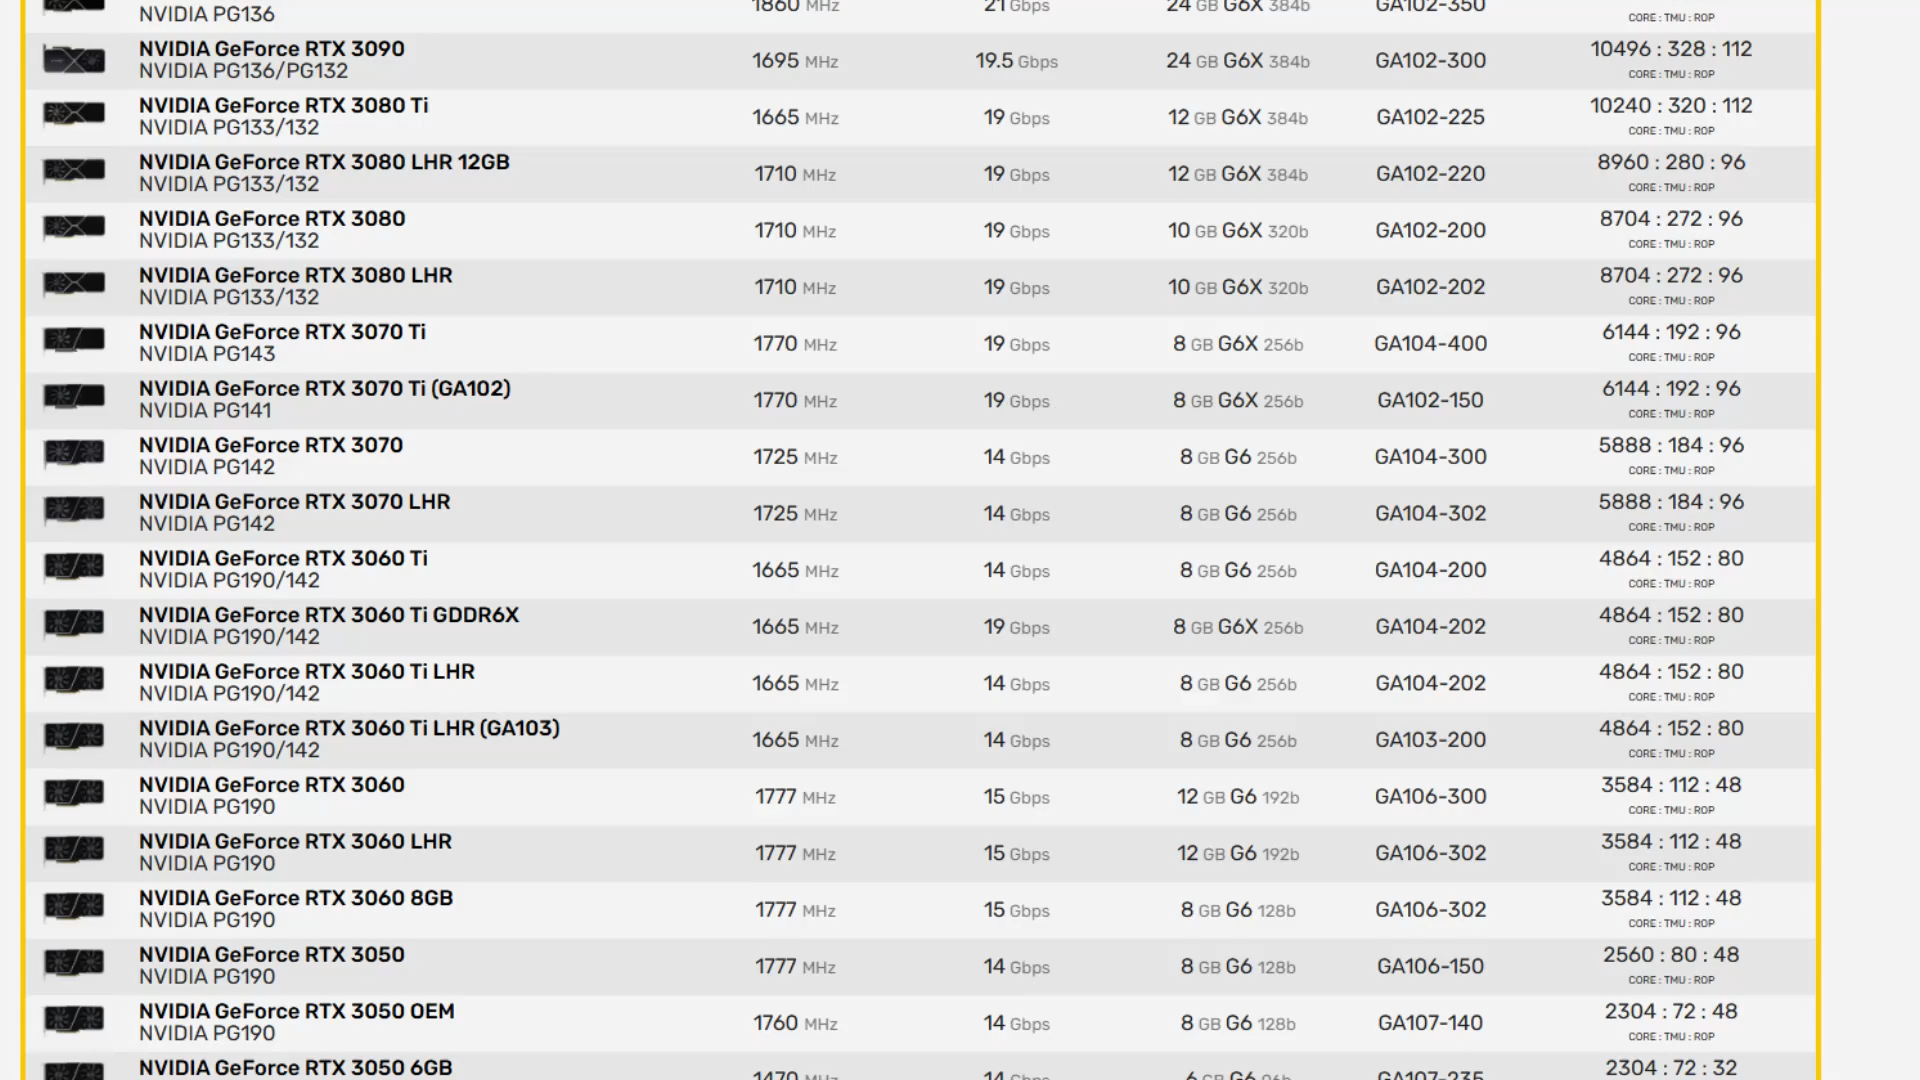 1860 MHz 21 Gbps 24 GB G6X 384b GA102-350
NVIDIA PG136 CORE : TMU : ROP
NVIDIA GeForce RTX 3090 10496 : 328 : 112
NVIDIA PG136/PG132 1695 MHz 19.5 Gbps 24 GB G6X 384b GA102-300 CORE : TMU : ROP
NVIDIA GeForce RTX 3080 Ti 10240 : 320 : 112
NVIDIA PG133/132 1665 MHz 19 Gbps 12 GB G6X 384b GA102-225 CORE : TMU : ROP
NVIDIA GeForce RTX 3080 LHR 12GB 8960 : 280 : 96
NVIDIA PG133/132 1710 MHz 19 Gbps 12 GB G6X 384b GA102-220 CORE : TMU : ROP
NVIDIA GeForce RTX 3080 8704 : 272 : 96
NVIDIA PG133/132 1710 MHz 19 Gbps 10 GB G6X 320b GA102-200 CORE : TMU : ROP
NVIDIA GeForce RTX 3080 LHR 8704 : 272 : 96
NVIDIA PG133/132 1710 MHz 19 Gbps 10 GB G6X 320b GA102-202 CORE : TMU : ROP
NVIDIA GeForce RTX 3070 Ti 6144 : 192 : 96
NVIDIA PG143 1770 MHz 19 Gbps 8 GB G6X 256b GA104-400 CORE : TMU : ROP
NVIDIA GeForce RTX 3070 Ti (GA102) 6144 : 192 : 96
NVIDIA PG141 1770 MHz 19 Gbps 8 GB G6X 256b GA102-150 CORE : TMU : ROP
NVIDIA GeForce RTX 3070 5888 : 184 : 96
NVIDIA PG142 1725 MHz 14 Gbps 8 GB G6 256b GA104-300 CORE : TMU : ROP
NVIDIA GeForce RTX 3070 LHR 5888 : 184 : 96
NVIDIA PG142 1725 MHz 14 Gbps 8 GB G6 256b GA104-302 CORE : TMU : ROP
NVIDIA GeForce RTX 3060 Ti 4864 : 152 : 80
NVIDIA PG190/142 1665 MHz 14 Gbps 8 GB G6 256b GA104-200 CORE : TMU : ROP
NVIDIA GeForce RTX 3060 Ti GDDR6X 4864 : 152 : 80
NVIDIA PG190/142 1665 MHz 19 Gbps 8 GB G6X 256b GA104-202 CORE : TMU : ROP
NVIDIA GeForce RTX 3060 Ti LHR 4864 : 152 : 80
NVIDIA PG190/142 1665 MHz 14 Gbps 8 GB G6 256b GA104-202 CORE : TMU : ROP
NVIDIA GeForce RTX 3060 Ti LHR (GA103) 4864 : 152 : 80
NVIDIA PG190/142 1665 MHz 14 Gbps 8 GB G6 256b GA103-200 CORE : TMU : ROP
NVIDIA GeForce RTX 3060 3584 : 112 : 48
NVIDIA PG190 1777 MHz 15 Gbps 12 GB G6 192b GA106-300 CORE : TMU : ROP
NVIDIA GeForce RTX 3060 LHR 3584 : 112 : 48
NVIDIA PG190 1777 MHz 15 Gbps 12 GB G6 192b GA106-302 CORE : TMU : ROP
NVIDIA GeForce RTX 3060 8GB 3584 : 112 : 48
NVIDIA PG190 1777 MHz 15 Gbps 8 GB G6 128b GA106-302 CORE : TMU : ROP
NVIDIA GeForce RTX 3050 2560 : 80 : 48
NVIDIA PG190 1777 MHz 14 Gbps 8 GB G6 128b GA106-150 CORE : TMU : ROP
NVIDIA GeForce RTX 3050 OEM 2304 : 72 : 48
NVIDIA PG190 1760 MHz 14 Gbps 8 GB G6 128b GA107-140 CORE : TMU : ROP
NVIDIA GeForce RTX 3050 6GB 2304 : 72 : 32
1470 MHz 14 Gbps 6 GB G6 96b GA107-235